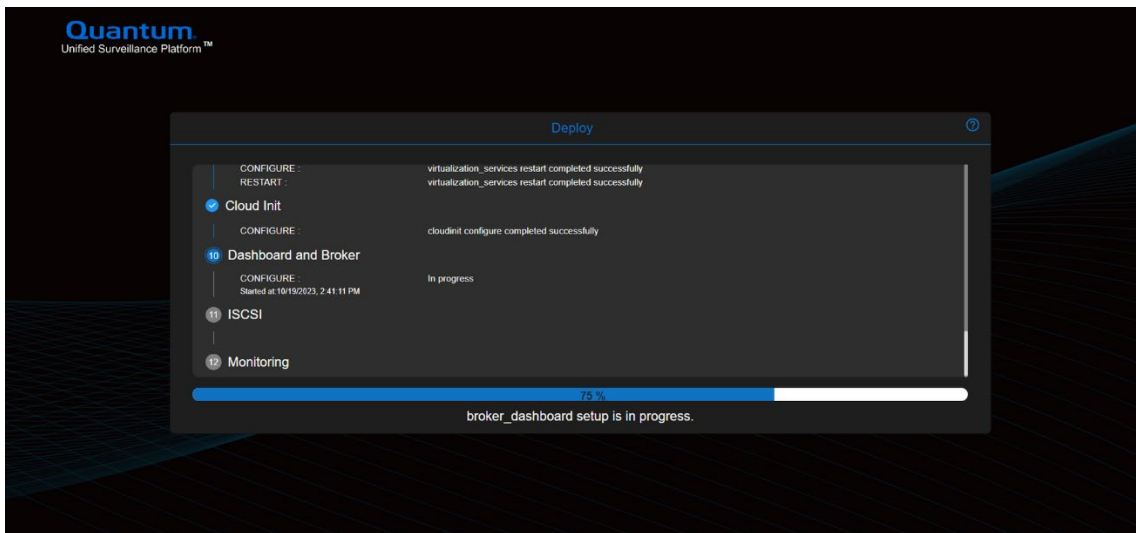 Quantum.
Unified Surveillance Platform™
Deploy
CONFIGURE : virtualization_services restart completed successfully
RESTART : virtualization_services restart completed successfully
Cloud Init
CONFIGURE : cloudinit configure completed successfully
10 Dashboard and Broker
CONFIGURE : In progress
Started at:10/19/2023, 2:41:11 PM
11 ISCSI
12 Monitoring
75 %
broker_dashboard setup is in progress.